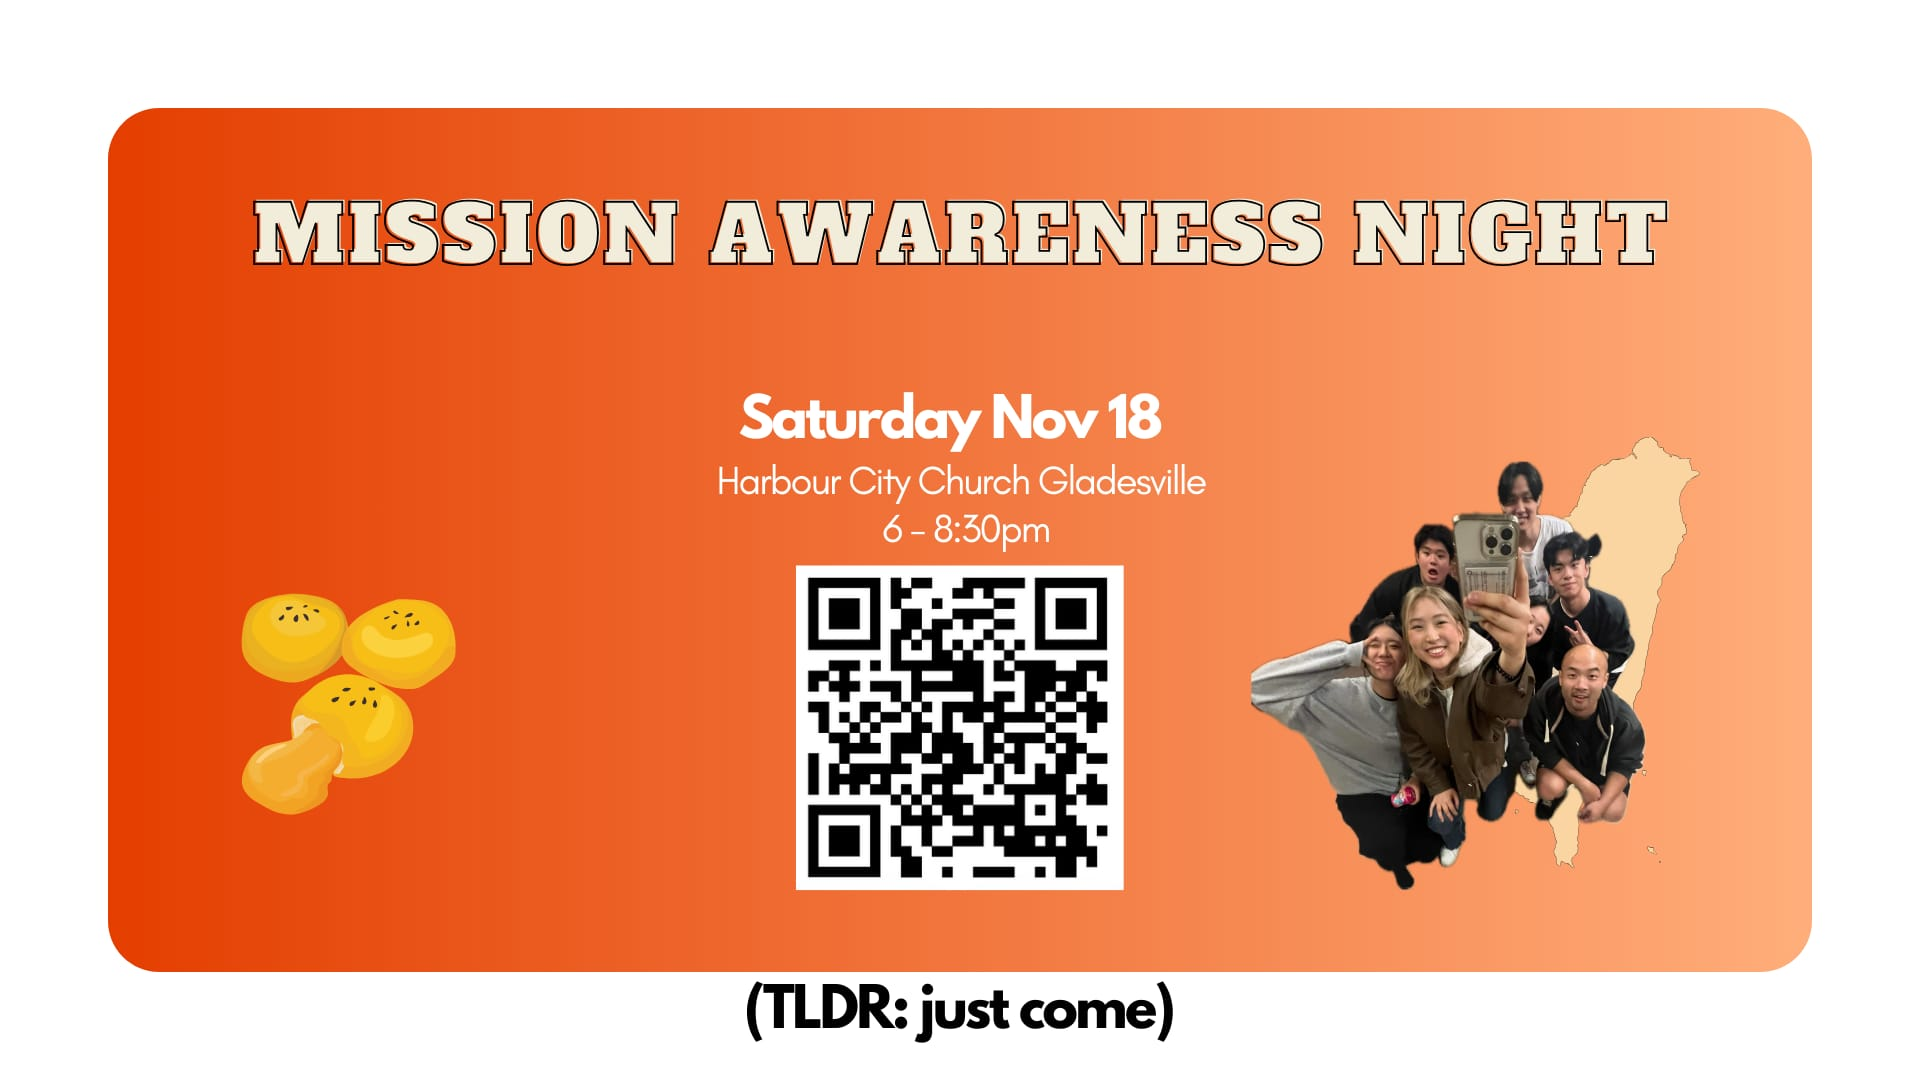 MISSION AWARENESS NIGHT
Saturday Nov 18
Harbour City Church Gladesville
6 - 8:30pm
(TLDR: just come)